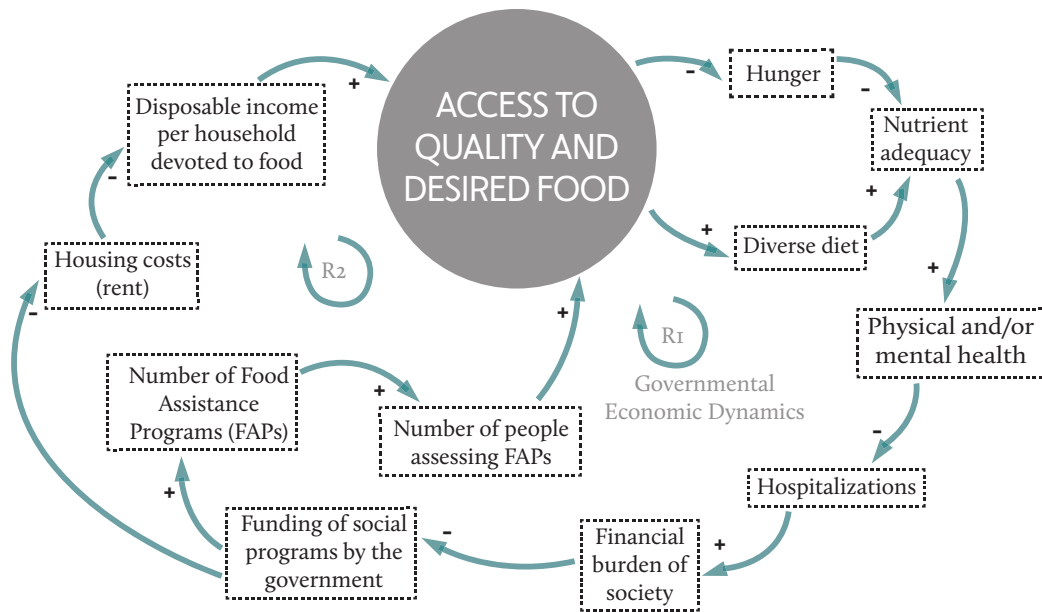 ACCESS TO
QUALITY AND
DESIRED FOOD
-
Hunger
-
Nutrient
adequacy
+
Diverse diet
+
+
Physical and/or
mental health
-
Hospitalizations
+
Financial
burden of
society
-
Funding of social
programs by the
government
+
Number of Food
Assistance
Programs (FAPs)
+
Number of people
assessing FAPs
+
-
Housing costs
(rent)
-
Disposable income
per household
devoted to food
+
R2
R1
Governmental
Economic Dynamics